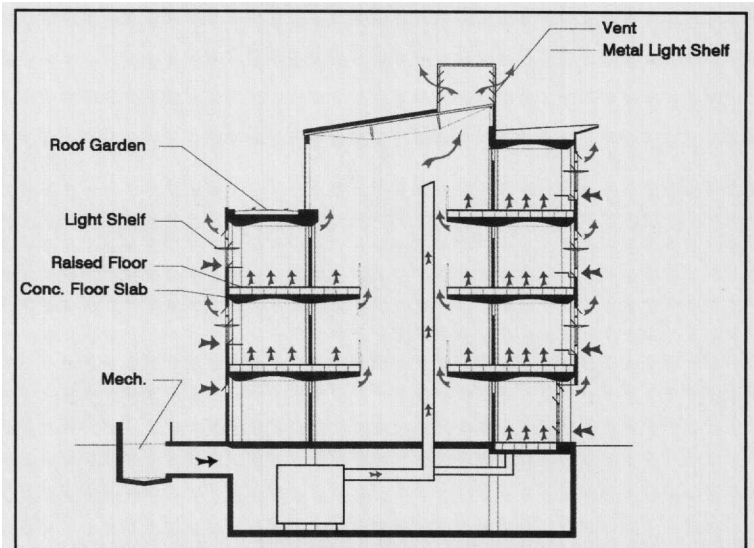 Vent
Metal Light Shelf
Roof Garden
Light Shelf
Raised Floor
Conc. Floor Slab
Mech.